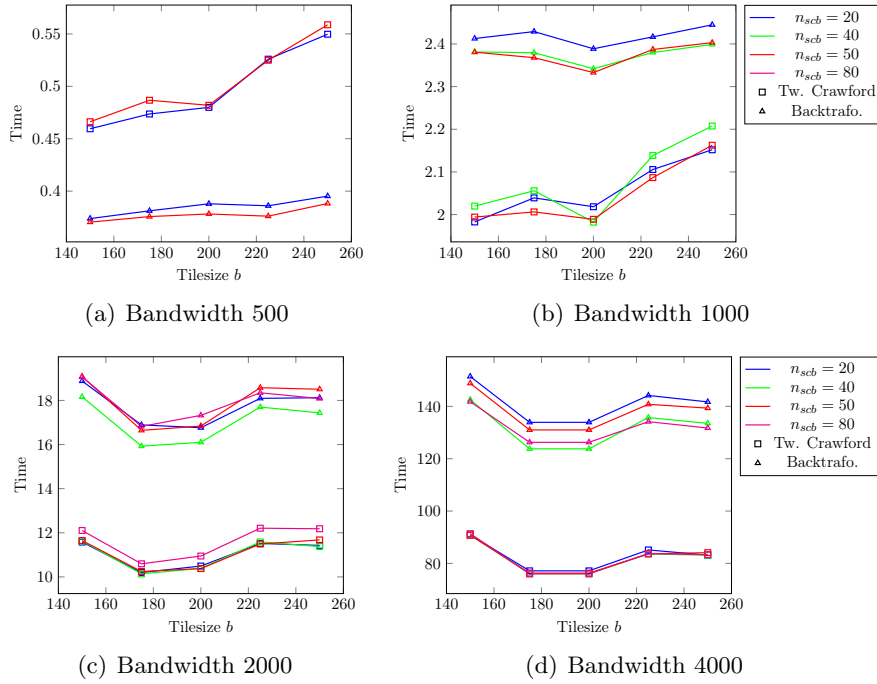 0.55
0.5
0.45
0.4
Time
140 160 180 200 220 240 260
Tilesize b
(a) Bandwidth 500
2.4
2.3
2.2
2.1
2
Time
140 160 180 200 220 240 260
Tilesize b
(b) Bandwidth 1000
n_scb = 20
n_scb = 40
n_scb = 50
n_scb = 80
Tw. Crawford
Backtrafo.
18
16
14
12
10
Time
140 160 180 200 220 240 260
Tilesize b
(c) Bandwidth 2000
140
120
100
80
Time
140 160 180 200 220 240 260
Tilesize b
(d) Bandwidth 4000
n_scb = 20
n_scb = 40
n_scb = 50
n_scb = 80
Tw. Crawford
Backtrafo.